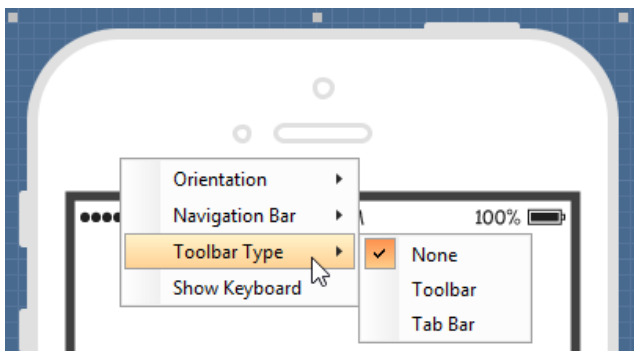 Orientation
Navigation Bar
100%
Toolbar Type
None
Show Keyboard
Toolbar
Tab Bar